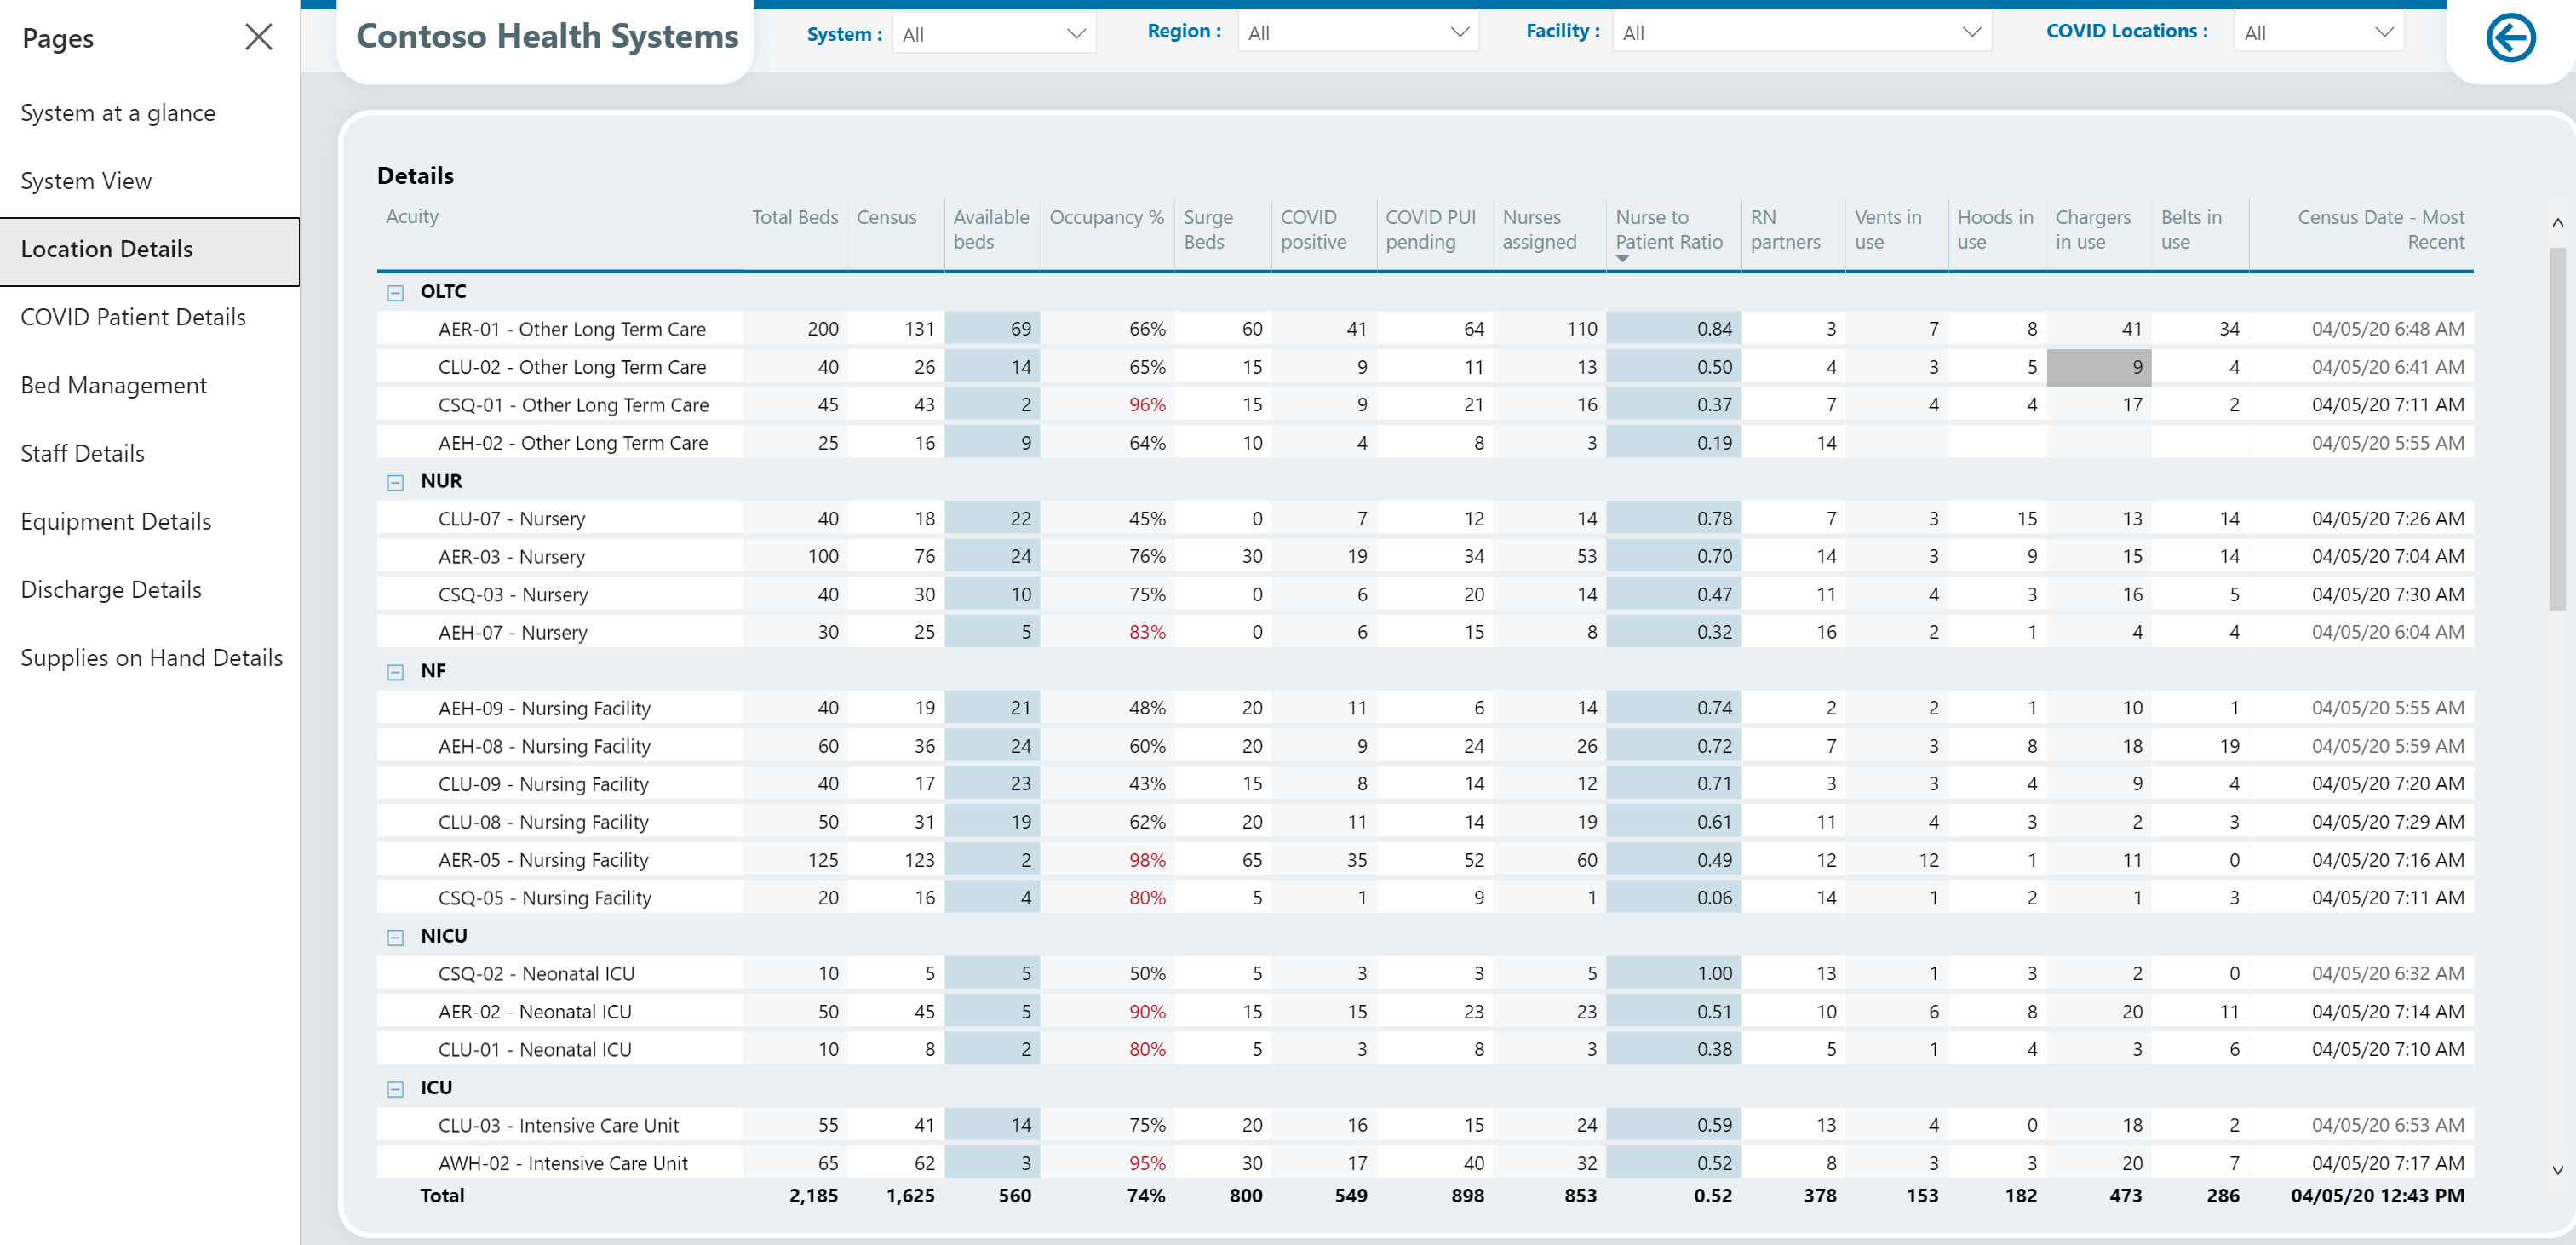 Pages
System at a glance
System View
Location Details
COVID Patient Details
Bed Management
Staff Details
Equipment Details
Discharge Details
Supplies on Hand Details
Contoso Health Systems
System : All
Region : All
Facility : All
COVID Locations : All
Details
Acuity Total Beds Census Available beds Occupancy % Surge Beds COVID positive COVID PUI pending Nurses assigned Nurse to Patient Ratio RN partners Vents in use Hoods in use Chargers in use Belts in use Census Date - Most Recent
OLTC
AER-01 - Other Long Term Care 200 131 69 66% 60 41 64 110 0.84 3 7 8 41 34 04/05/20 6:48 AM
CLU-02 - Other Long Term Care 40 26 14 65% 15 9 11 13 0.50 4 3 5 9 4 04/05/20 6:41 AM
CSQ-01 - Other Long Term Care 45 43 2 96% 15 9 21 16 0.37 7 4 4 17 2 04/05/20 7:11 AM
AEH-02 - Other Long Term Care 25 16 9 64% 10 4 8 3 0.19 14 04/05/20 5:55 AM
NUR
CLU-07 - Nursery 40 18 22 45% 0 7 12 14 0.78 7 3 15 13 14 04/05/20 7:26 AM
AER-03 - Nursery 100 76 24 76% 30 19 34 53 0.70 14 3 9 15 14 04/05/20 7:04 AM
CSQ-03 - Nursery 40 30 10 75% 0 6 20 14 0.47 11 4 3 16 5 04/05/20 7:30 AM
AEH-07 - Nursery 30 25 5 83% 0 6 15 8 0.32 16 2 1 4 4 04/05/20 6:04 AM
NF
AEH-09 - Nursing Facility 40 19 21 48% 20 11 6 14 0.74 2 2 1 10 1 04/05/20 5:55 AM
AEH-08 - Nursing Facility 60 36 24 60% 20 9 24 26 0.72 7 3 8 18 19 04/05/20 5:59 AM
CLU-09 - Nursing Facility 40 17 23 43% 15 8 14 12 0.71 3 3 4 9 4 04/05/20 7:20 AM
CLU-08 - Nursing Facility 50 31 19 62% 20 11 14 19 0.61 11 4 3 2 3 04/05/20 7:29 AM
AER-05 - Nursing Facility 125 123 2 98% 65 35 52 60 0.49 12 12 1 11 0 04/05/20 7:16 AM
CSQ-05 - Nursing Facility 20 16 4 80% 5 1 9 1 0.06 14 1 2 1 3 04/05/20 7:11 AM
NICU
CSQ-02 - Neonatal ICU 10 5 5 50% 5 3 3 5 1.00 13 1 3 2 0 04/05/20 6:32 AM
AER-02 - Neonatal ICU 50 45 5 90% 15 15 23 23 0.51 10 6 8 20 11 04/05/20 7:14 AM
CLU-01 - Neonatal ICU 10 8 2 80% 5 3 8 3 0.38 5 1 4 3 6 04/05/20 7:10 AM
ICU
CLU-03 - Intensive Care Unit 55 41 14 75% 20 16 15 24 0.59 13 4 0 18 2 04/05/20 6:53 AM
AWH-02 - Intensive Care Unit 65 62 3 95% 30 17 40 32 0.52 8 3 3 20 7 04/05/20 7:17 AM
Total 2,185 1,625 560 74% 800 549 898 853 0.52 378 153 182 473 286 04/05/20 12:43 PM